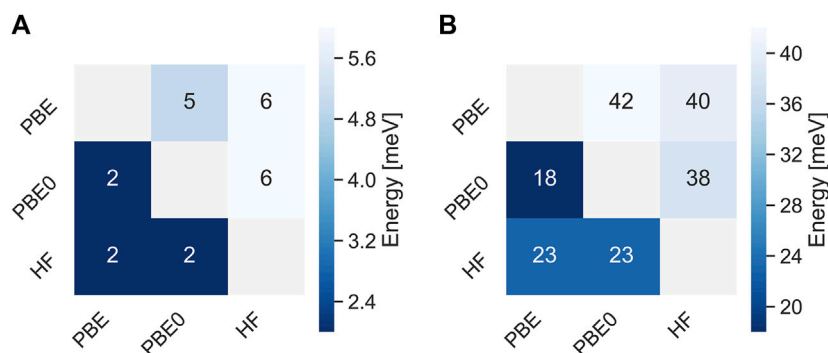 A
PBE
PBE0
HF
5
6
2
6
2
2
PBE
PBE0
HF
5.6
4.8
4.0
3.2
2.4
Energy [meV]
B
PBE
PBE0
HF
42
40
18
38
23
23
PBE
PBE0
HF
40
36
32
28
24
20
Energy [meV]